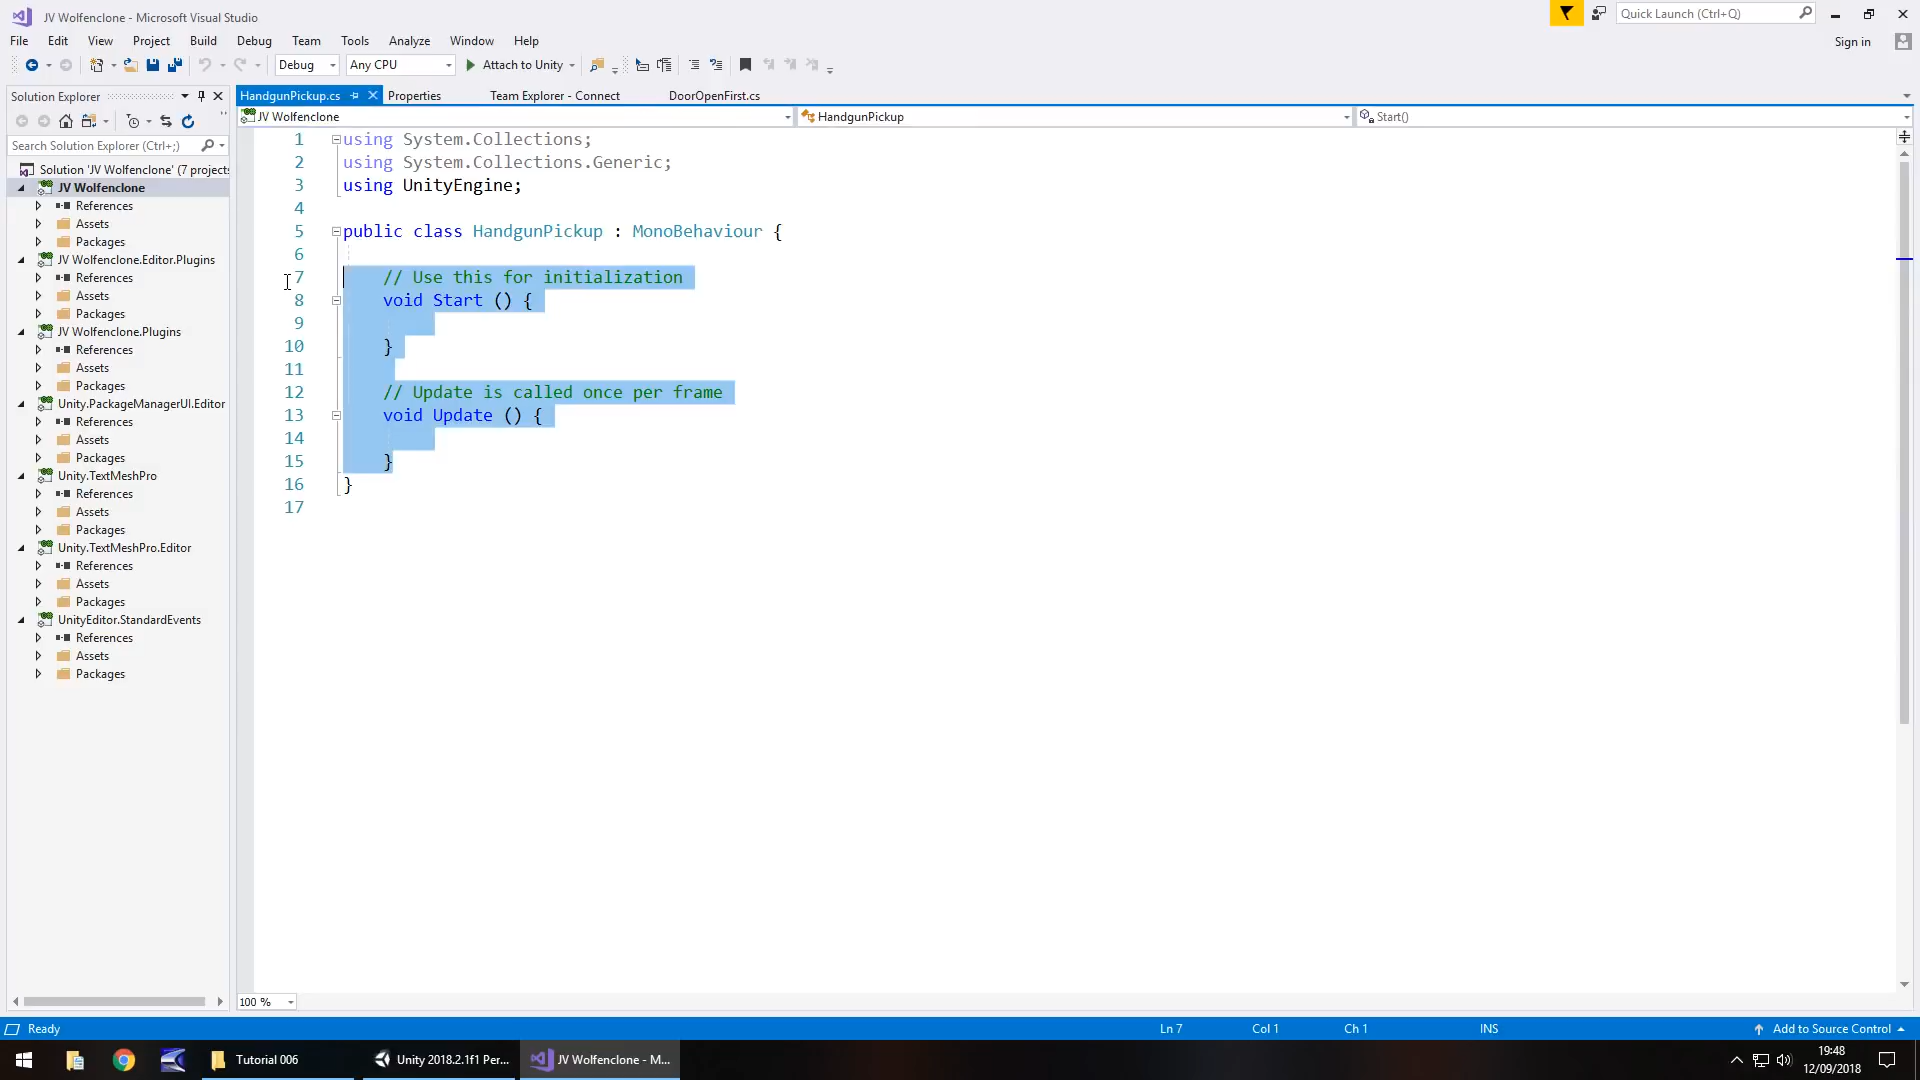 JV Wolfenclone - Microsoft Visual Studio
Quick Launch (Ctrl+Q)
File Edit View Project Build Debug Team Tools Analyze Window Help
Sign in
Debug Any CPU Attach to Unity
Solution Explorer
HandgunPickup.cs Properties Team Explorer - Connect DoorOpenFirst.cs
JV Wolfenclone HandgunPickup Start()
Search Solution Explorer (Ctrl+;)
Solution 'JV Wolfenclone' (7 projects
JV Wolfenclone
References
Assets
Packages
JV Wolfenclone.Editor.Plugins
References
Assets
Packages
JV Wolfenclone.Plugins
References
Assets
Packages
Unity.PackageManagerUI.Editor
References
Assets
Packages
Unity.TextMeshPro
References
Assets
Packages
Unity.TextMeshPro.Editor
References
Assets
Packages
UnityEditor.StandardEvents
References
Assets
Packages
1 using System.Collections;
2 using System.Collections.Generic;
3 using UnityEngine;
4
5 public class HandgunPickup : MonoBehaviour {
6
7 // Use this for initialization
8 void Start () {
9
10 }
11
12 // Update is called once per frame
13 void Update () {
14
15 }
16 }
17
100 %
Ready Ln 7 Col 1 Ch 1 INS Add to Source Control
Tutorial 006 Unity 2018.2.1f1 Per... JV Wolfenclone - M...
19:48
12/09/2018